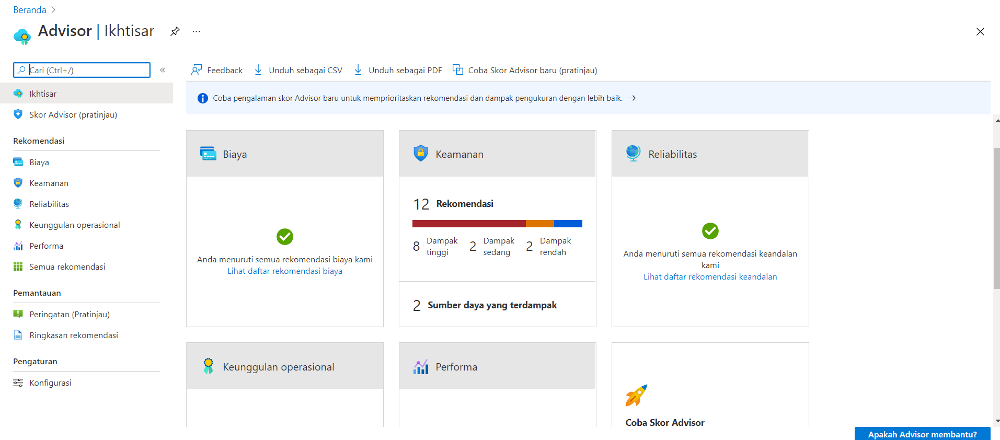 Beranda
Advisor | Ikhtisar
Cari (Ctrl+/)
Ikhtisar
Skor Advisor (pratinjau)
Rekomendasi
Biaya
Keamanan
Reliabilitas
Keunggulan operasional
Performa
Semua rekomendasi
Pemantauan
Peringatan (Pratinjau)
Ringkasan rekomendasi
Pengaturan
Konfigurasi
Feedback
Unduh sebagai CSV
Unduh sebagai PDF
Coba Skor Advisor baru (pratinjau)
Coba pengalaman skor Advisor baru untuk memprioritaskan rekomendasi dan dampak pengukuran dengan lebih baik. →
Biaya
Anda menuruti semua rekomendasi biaya kami
Lihat daftar rekomendasi biaya
Keamanan
12 Rekomendasi
8 Dampak tinggi
2 Dampak sedang
2 Dampak rendah
2 Sumber daya yang terdampak
Reliabilitas
Anda menuruti semua rekomendasi keandalan
kami
Lihat daftar rekomendasi keandalan
Keunggulan operasional
Performa
Coba Skor Advisor
Apakah Advisor membantu?